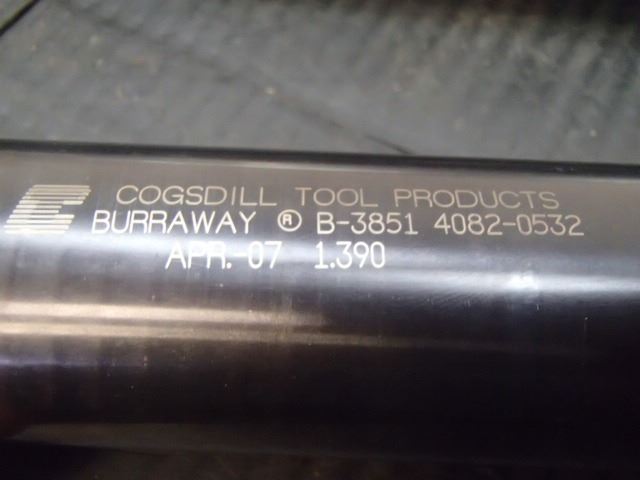 COGSDILL TOOL PRODUCTS
BURRAWAY ® B-3851 4082-0532
APR.-07 1.390